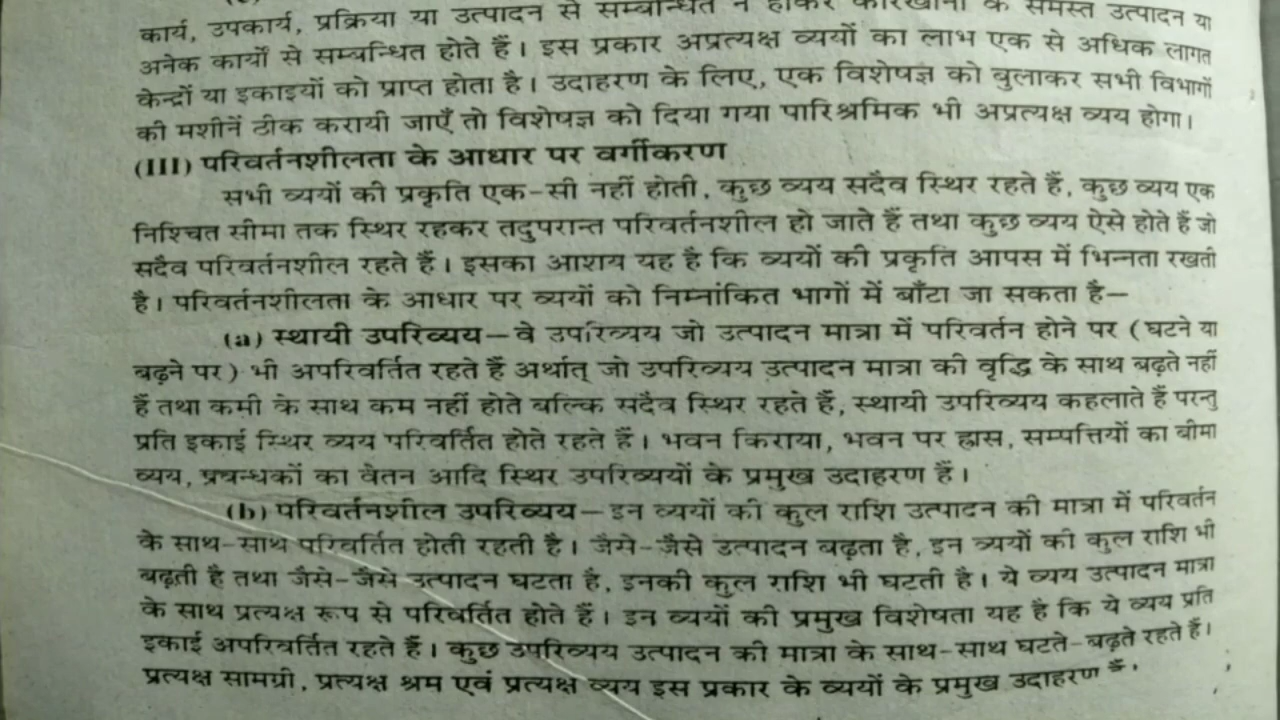 कार्य, उपकार्य, प्रक्रिया या उत्पादन से सम्बन्धित न होकर कारखाना के समस्त उत्पादन या
अनेक कार्यों से सम्बन्धित होते हैं। इस प्रकार अप्रत्यक्ष व्ययों का लाभ एक से अधिक लागत
केन्द्रों या इकाइयों को प्राप्त होता है। उदाहरण के लिए, एक विशेषज्ञ को बुलाकर सभी विभागों
की मशीनें ठीक करायी जाएँ तो विशेषज्ञ को दिया गया पारिश्रमिक भी अप्रत्यक्ष व्यय होगा।
(III) परिवर्तनशीलता के आधार पर वर्गीकरण
सभी व्ययों की प्रकृति एक-सी नहीं होती, कुछ व्यय सदैव स्थिर रहते हैं, कुछ व्यय एक
निश्चित सीमा तक स्थिर रहकर तदुपरान्त परिवर्तनशील हो जाते हैं तथा कुछ व्यय ऐसे होते हैं जो
सदैव परिवर्तनशील रहते हैं। इसका आशय यह है कि व्ययों की प्रकृति आपस में भिन्नता रखती
है। परिवर्तनशीलता के आधार पर व्ययों को निम्नांकित भागों में बाँटा जा सकता है—
(a) स्थायी उपरिव्यय—वे उपरिव्यय जो उत्पादन मात्रा में परिवर्तन होने पर (घटने या
बढ़ने पर) भी अपरिवर्तित रहते हैं अर्थात् जो उपरिव्यय उत्पादन मात्रा की वृद्धि के साथ बढ़ते नहीं
हैं तथा कमी के साथ कम नहीं होते बल्कि सदैव स्थिर रहते हैं, स्थायी उपरिव्यय कहलाते हैं परन्तु
प्रति इकाई स्थिर व्यय परिवर्तित होते रहते हैं। भवन किराया, भवन पर ह्रास, सम्पत्तियों का बीमा
व्यय, प्रबन्धकों का वेतन आदि स्थिर उपरिव्ययों के प्रमुख उदाहरण हैं।
(b) परिवर्तनशील उपरिव्यय—इन व्ययों की कुल राशि उत्पादन की मात्रा में परिवर्तन
के साथ-साथ परिवर्तित होती रहती है। जैसे-जैसे उत्पादन बढ़ता है, इन व्ययों की कुल राशि भी
बढ़ती है तथा जैसे-जैसे उत्पादन घटता है, इनकी कुल राशि भी घटती है। ये व्यय उत्पादन मात्रा
के साथ प्रत्यक्ष रूप से परिवर्तित होते हैं। इन व्ययों की प्रमुख विशेषता यह है कि ये व्यय प्रति
इकाई अपरिवर्तित रहते हैं। कुछ उपरिव्यय उत्पादन की मात्रा के साथ-साथ घटते-बढ़ते रहते हैं।
प्रत्यक्ष सामग्री, प्रत्यक्ष श्रम एवं प्रत्यक्ष व्यय इस प्रकार के व्ययों के प्रमुख उदाहरण हैं।